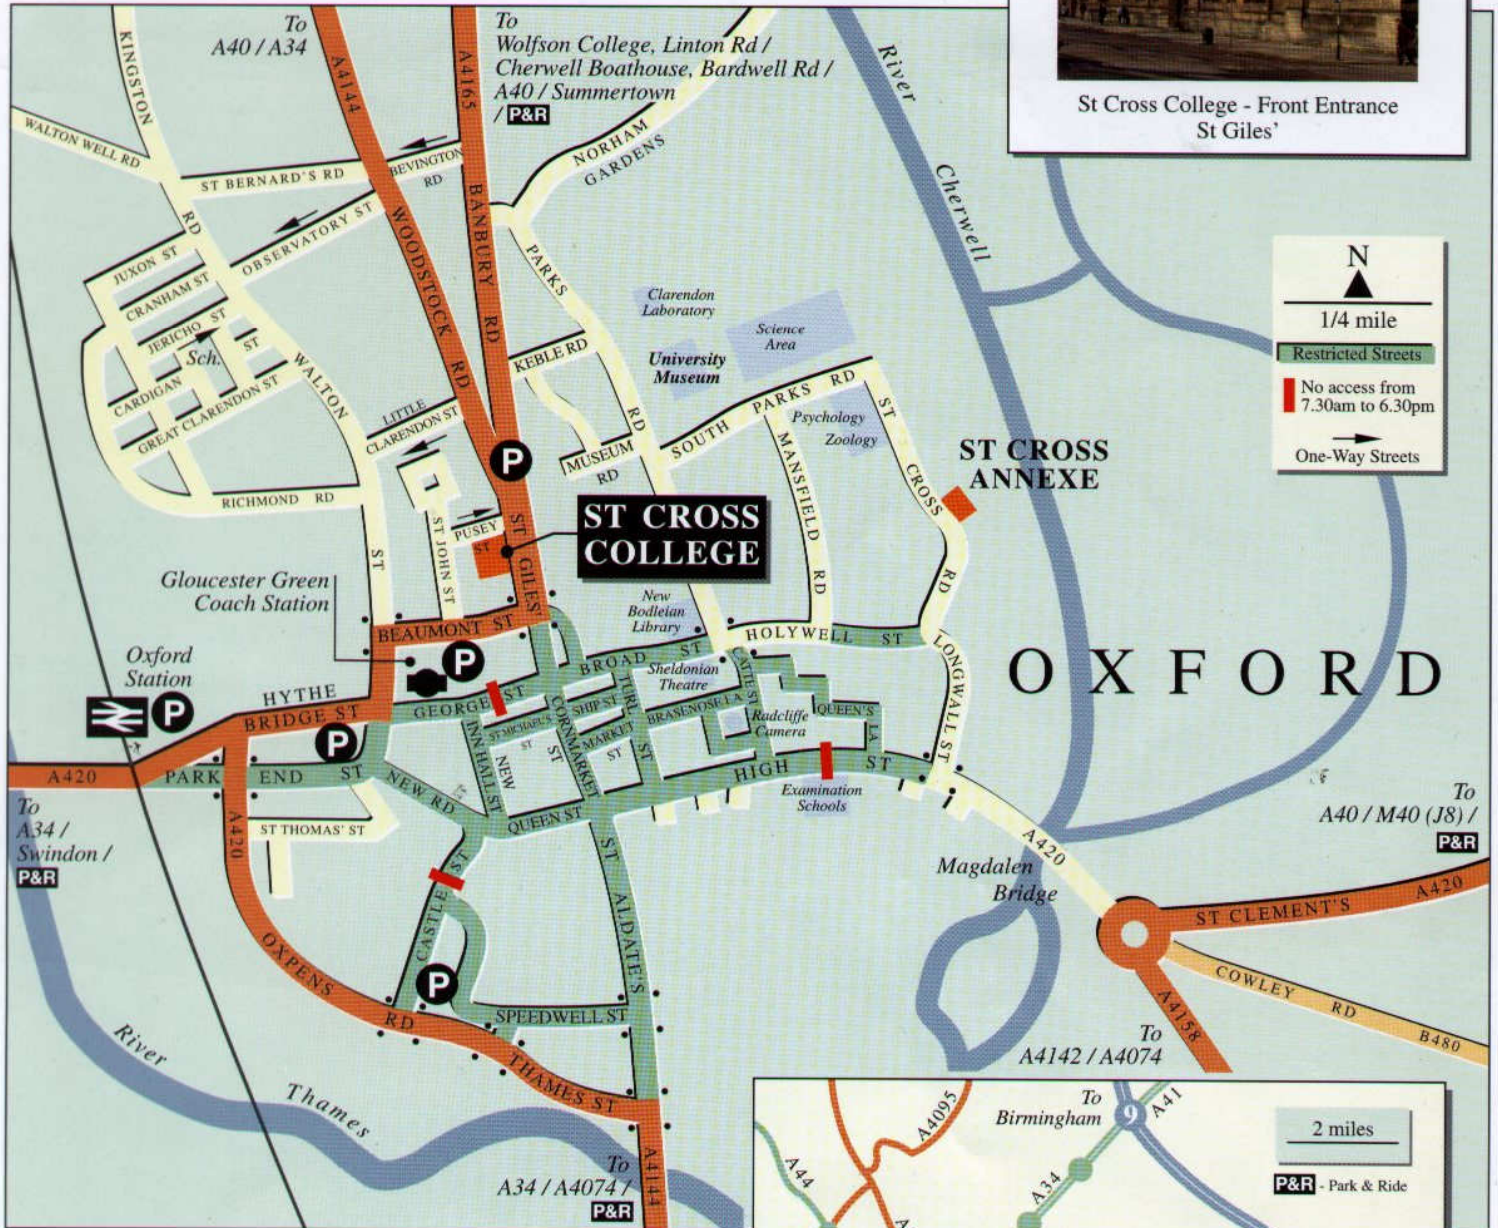 St Cross College - Front Entrance
St Giles'
To
A40 / A34
To
Wolfson College, Linton Rd /
Cherwell Boathouse, Bardwell Rd /
A40 / Summertown
/ P&R
KINGSTON
RD
WALTON WELL RD
A4144
A4165
ST BERNARD'S RD
BEVINGTON
RD
NORHAM
GARDENS
River
Cherwell
OBSERVATORY ST
WOODSTOCK RD
BANBURY RD
PARKS
RD
JUXON ST
CRANHAM ST
JERICHO ST
Sch.
ST
CARDIGAN
GREAT CLARENDON ST
WALTON
ST
LITTLE
CLARENDON ST
RICHMOND RD
KEBLE RD
MUSEUM
RD
Clarendon
Laboratory
Science
Area
University
Museum
SOUTH PARKS RD
Psychology
Zoology
MANSFIELD RD
ST CROSS
RD
ST CROSS
ANNEXE
N
1/4 mile
Restricted Streets
No access from
7.30am to 6.30pm
One-Way Streets
P
ST GILES'
ST CROSS
COLLEGE
PUSEY
ST
ST JOHN ST
Gloucester Green
Coach Station
BEAUMONT ST
New
Bodleian
Library
HOLYWELL ST
LONGWALL ST
OXFORD
Oxford
Station
P
P
HYTHE
BRIDGE ST
GEORGE ST
BROAD ST
Sheldonian
Theatre
CATTE ST
SHIP ST
TURL
ST
BRASENOSE LA
ST MICHAEL'S
ST
MARKET
ST
CORNMARKET
ST
Radcliffe
Camera
QUEEN'S
LA
NEW
INN HALL ST
P
A420
PARK END ST
NEW RD
HIGH ST
Examination
Schools
QUEEN ST
ST THOMAS' ST
A420
To
A34 /
Swindon /
P&R
To
A40 / M40 (J8) /
P&R
A420
Magdalen
Bridge
ST CLEMENT'S
A420
COWLEY RD
B480
A4158
To
A4142 / A4074
CASTLE ST
ST ALDATE'S
P
OXPENS
RD
SPEEDWELL ST
THAMES ST
River
Thames
To
A34 / A4074 /
P&R
A4144
A4095
To
Birmingham
9
A41
A44
A34
2 miles
P&R - Park & Ride